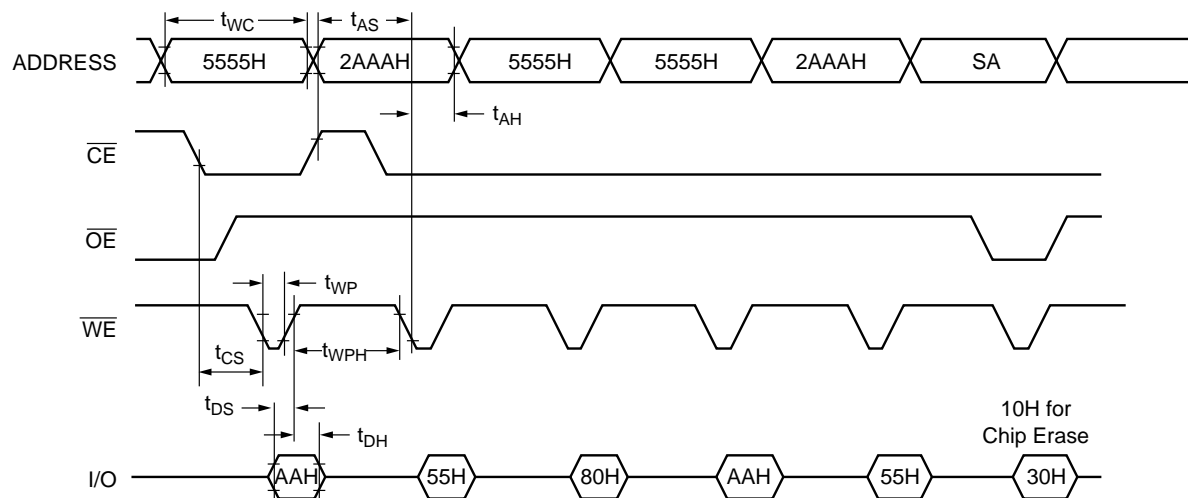 tWC
tAS
ADDRESS
5555H
2AAAH
5555H
5555H
2AAAH
SA
tAH
CE
OE
tWP
WE
tCS
tWPH
tDS
tDH
10H for
Chip Erase
I/O
AAH
55H
80H
AAH
55H
30H